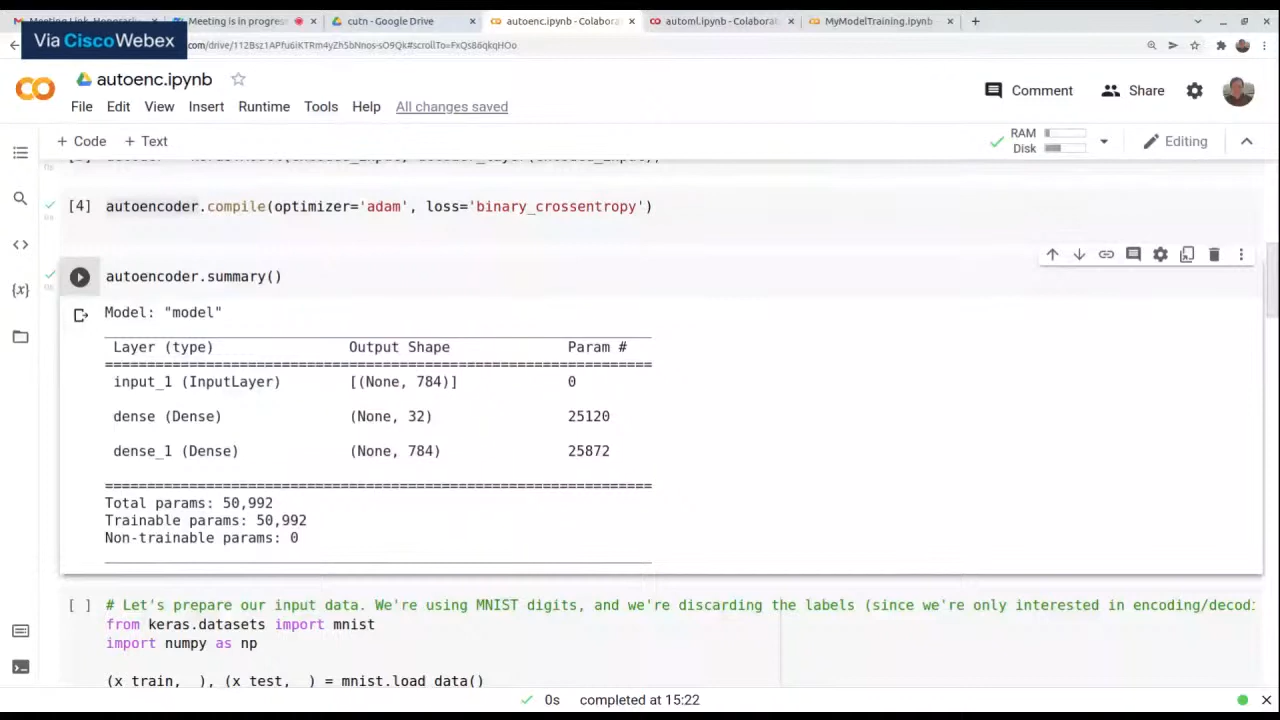 Meeting is in progress
cutn - Google Drive
autoenc.ipynb - Colabora
automl.ipynb - Colabora
MyModelTraining.ipynb
Via CiscoWebex
autoenc.ipynb
File Edit View Insert Runtime Tools Help All changes saved
Comment Share
+ Code + Text
RAM
Disk
Editing
[4] autoencoder.compile(optimizer='adam', loss='binary_crossentropy')
autoencoder.summary()
Model: "model"
Layer (type) Output Shape Param #
input_1 (InputLayer) [(None, 784)] 0
dense (Dense) (None, 32) 25120
dense_1 (Dense) (None, 784) 25872
Total params: 50,992
Trainable params: 50,992
Non-trainable params: 0
[ ] # Let's prepare our input data. We're using MNIST digits, and we're discarding the labels (since we're only interested in encoding/decodi
from keras.datasets import mnist
import numpy as np
(x_train, _), (x_test, _) = mnist.load_data()
0s completed at 15:22